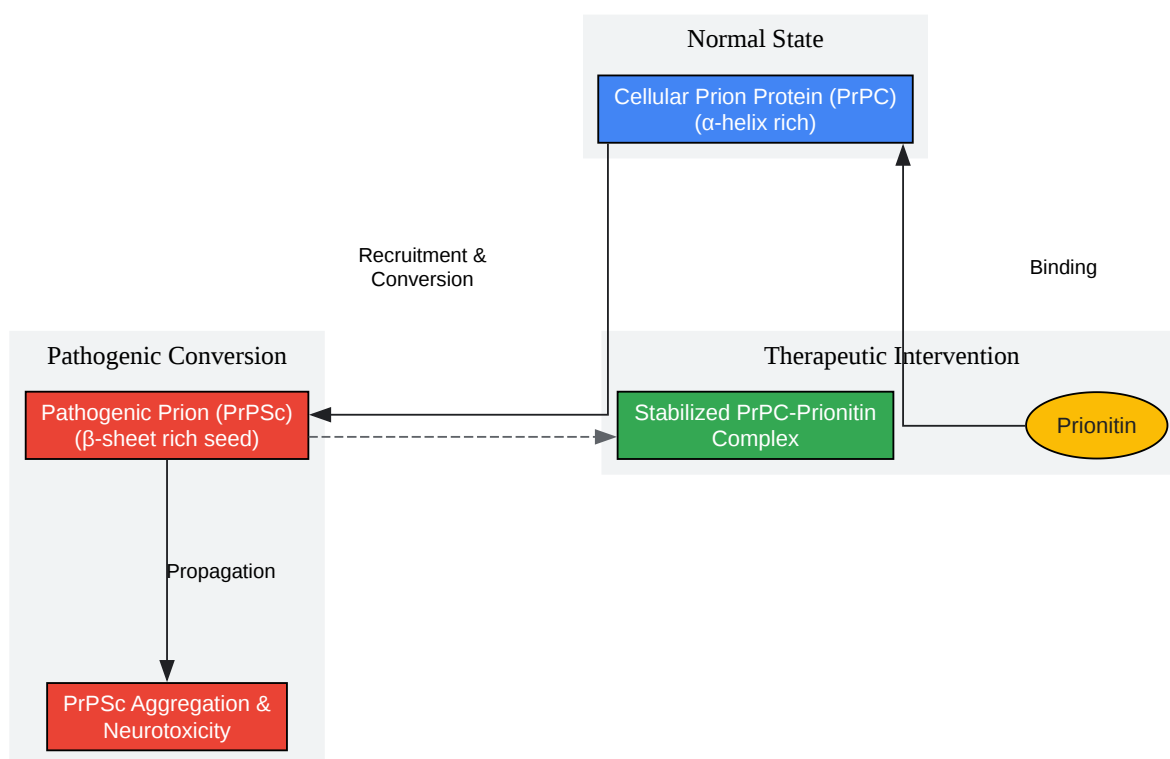 Normal State
Cellular Prion Protein (PrPC)
(α-helix rich)
Recruitment &
Conversion
Binding
Pathogenic Conversion
Therapeutic Intervention
Pathogenic Prion (PrPSc)
(β-sheet rich seed)
Stabilized PrPC-Prionitin
Complex
Prionitin
Propagation
PrPSc Aggregation &
Neurotoxicity